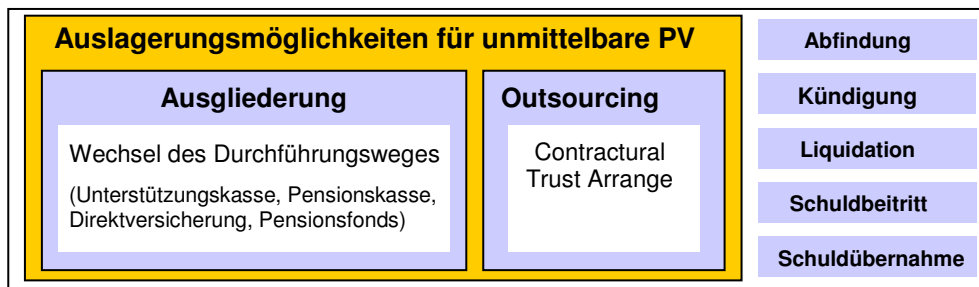 Auslagerungsmöglichkeiten für unmittelbare PV
Ausgliederung
Wechsel des Durchführungsweges
(Unterstützungskasse, Pensionskasse,
Direktversicherung, Pensionsfonds)
Outsourcing
Contractural
Trust Arrange
Abfindung
Kündigung
Liquidation
Schuldbeitritt
Schuldübernahme